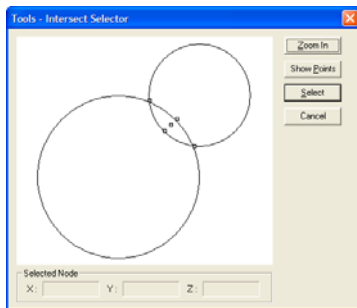 Tools - Intersect Selector
Zoom In
Show Points
Select
Cancel
Selected Node
X:
Y:
Z: